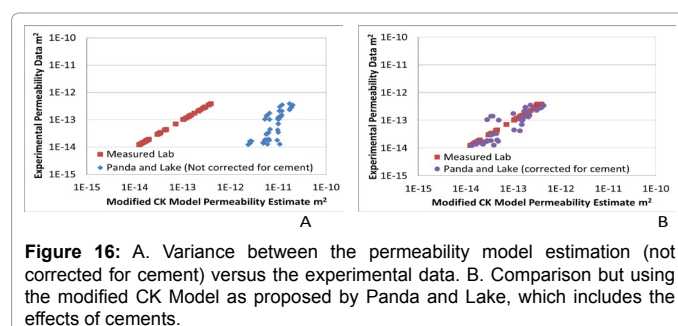 1E-10
1E-11
1E-12
1E-13
1E-14
1E-15
Experimental Permeability Data m²
Measured Lab
Panda and Lake (Not corrected for cement)
1E-15 1E-14 1E-13 1E-12 1E-11 1E-10
Modified CK Model Permeability Estimate m²
A
1E-10
1E-11
1E-12
1E-13
1E-14
1E-15
Experimental Permeability Data m²
Measured Lab
Panda and Lake (corrected for cement)
1E-15 1E-14 1E-13 1E-12 1E-11 1E-10
Modified CK Model Permeability Estimate m²
B
Figure 16: A. Variance between the permeability model estimation (not
corrected for cement) versus the experimental data. B. Comparison but using
the modified CK Model as proposed by Panda and Lake, which includes the
effects of cements.